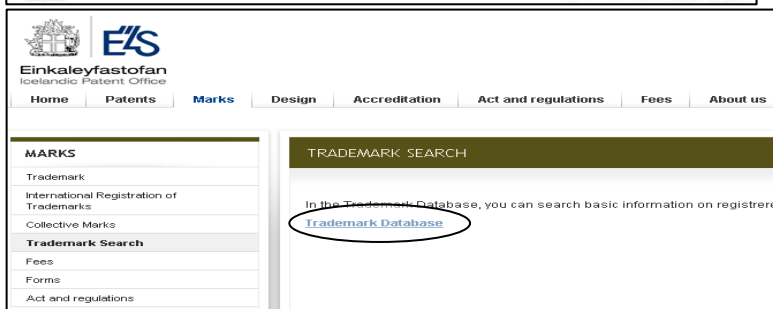 ELS
Einkaleyfastofan
Icelandic Patent Office
Home Patents Marks Design Accreditation Act and regulations Fees About us
MARKS
Trademark
International Registration of
Trademarks
Collective Marks
Trademark Search
Fees
Forms
Act and regulations
TRADEMARK SEARCH
In the Trademark Database, you can search basic information on registrere
Trademark Database